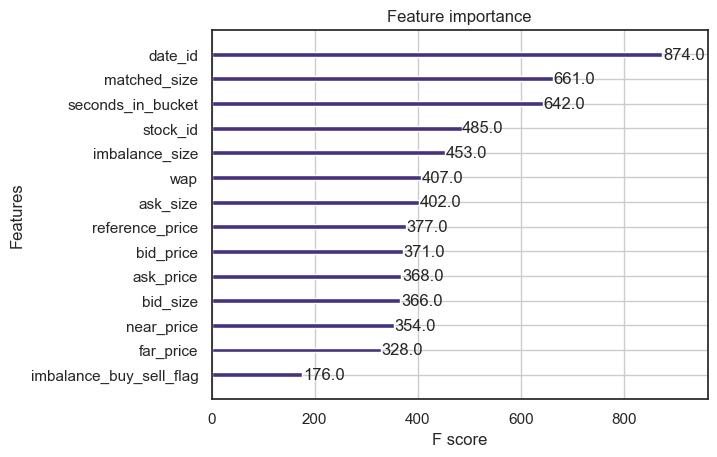 Feature importance
Features
date_id 874.0
matched_size 661.0
seconds_in_bucket 642.0
stock_id 485.0
imbalance_size 453.0
wap 407.0
ask_size 402.0
reference_price 377.0
bid_price 371.0
ask_price 368.0
bid_size 366.0
near_price 354.0
far_price 328.0
imbalance_buy_sell_flag 176.0
0 200 400 600 800
F score